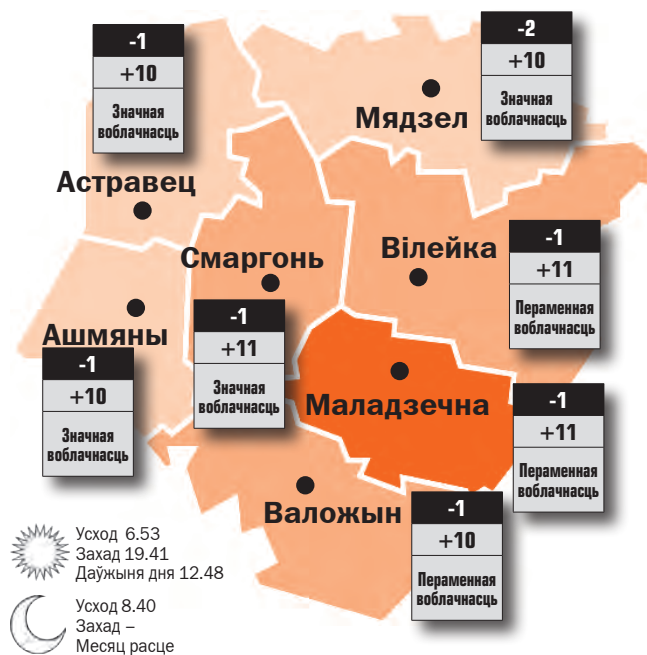 -1
+10
Значная
воблачнасць
Астравец
-2
+10
Значная
воблачнасць
Мядзел
Смаргонь
-1
+11
Значная
воблачнасць
Вілейка
-1
+11
Пераменная
воблачнасць
Ашмяны
-1
+10
Значная
воблачнасць
Маладзечна
-1
+11
Пераменная
воблачнасць
Валожын
-1
+10
Пераменная
воблачнасць
Усход 6.53
Захад 19.41
Даўжыня дня 12.48
Усход 8.40
Захад –
Месяц расце